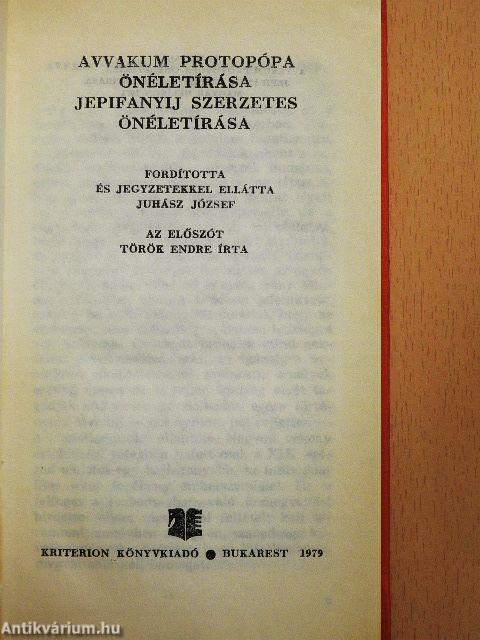 AVVAKUM PROTOPÓPA
ÖNÉLETÍRÁSA
JEPIFANYIJ SZERZETES
ÖNÉLETÍRÁSA
FORDÍTOTTA
ÉS JEGYZETEKKEL ELLÁTTA
JUHÁSZ JÓZSEF
AZ ELŐSZÓT
TÖRÖK ENDRE ÍRTA
KRITERION KÖNYVKIADÓ ● BUKAREST 1979
Antikvárium.hu